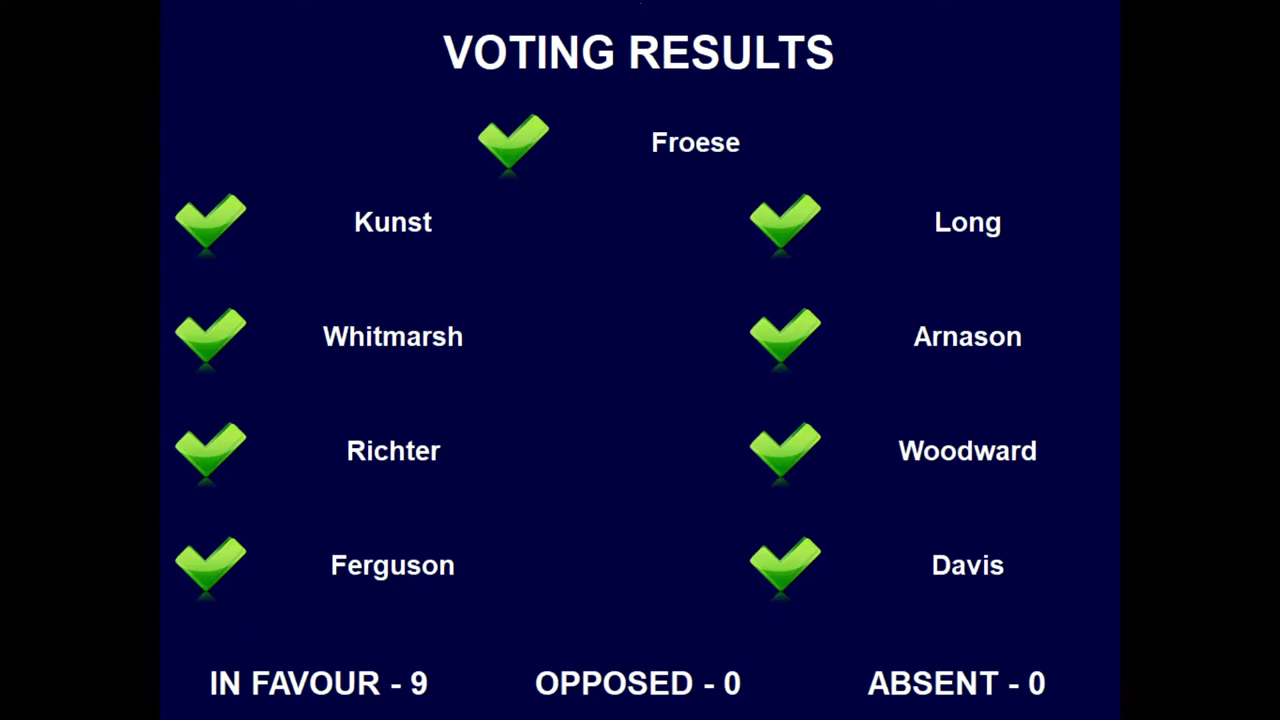 VOTING RESULTS
Froese
Kunst
Long
Whitmarsh
Arnason
Richter
Woodward
Ferguson
Davis
IN FAVOUR - 9 OPPOSED - 0 ABSENT - 0